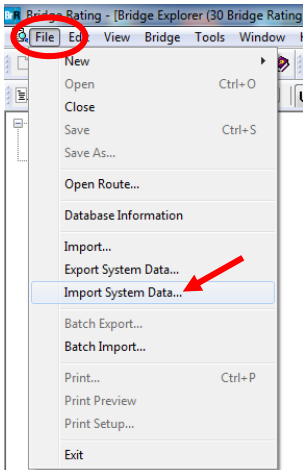 BrR Bridge Rating - [Bridge Explorer (30 Bridge Rating
File Edit View Bridge Tools Window
New
Open Ctrl+O
Close
Save Ctrl+S
Save As...
Open Route...
Database Information
Import...
Export System Data...
Import System Data...
Batch Export...
Batch Import...
Print... Ctrl+P
Print Preview
Print Setup...
Exit